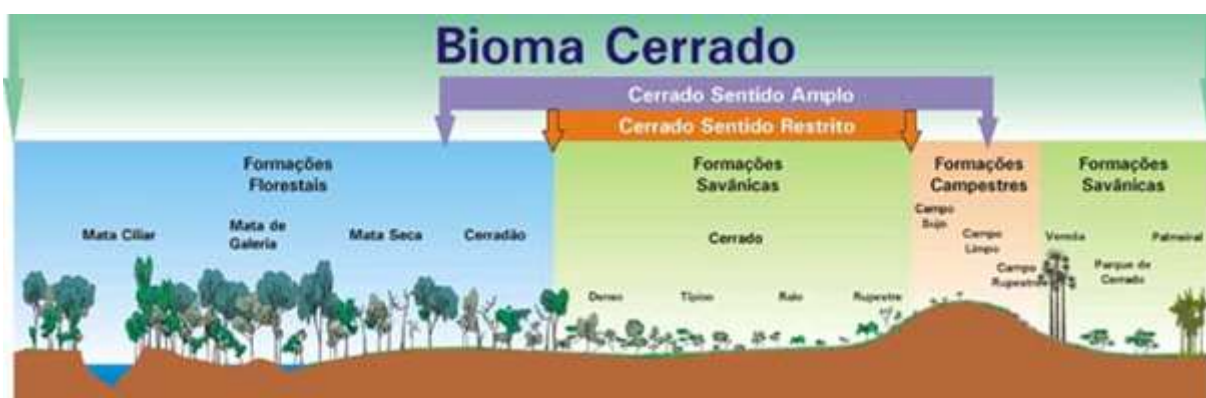 Bioma Cerrado
Cerrado Sentido Amplo
Cerrado Sentido Restrito
Formações
Florestais
Formações
Savânicas
Formações
Campestres
Formações
Savânicas
Mata Ciliar
Mata de
Galeria
Mata Seca
Cerradão
Cerrado
Campo
Sujo
Campo
Limpo
Campo
Rupestre
Vereda
Parque de
Cerrado
Palmeiral
Denso
Típico
Ralo
Rupestre